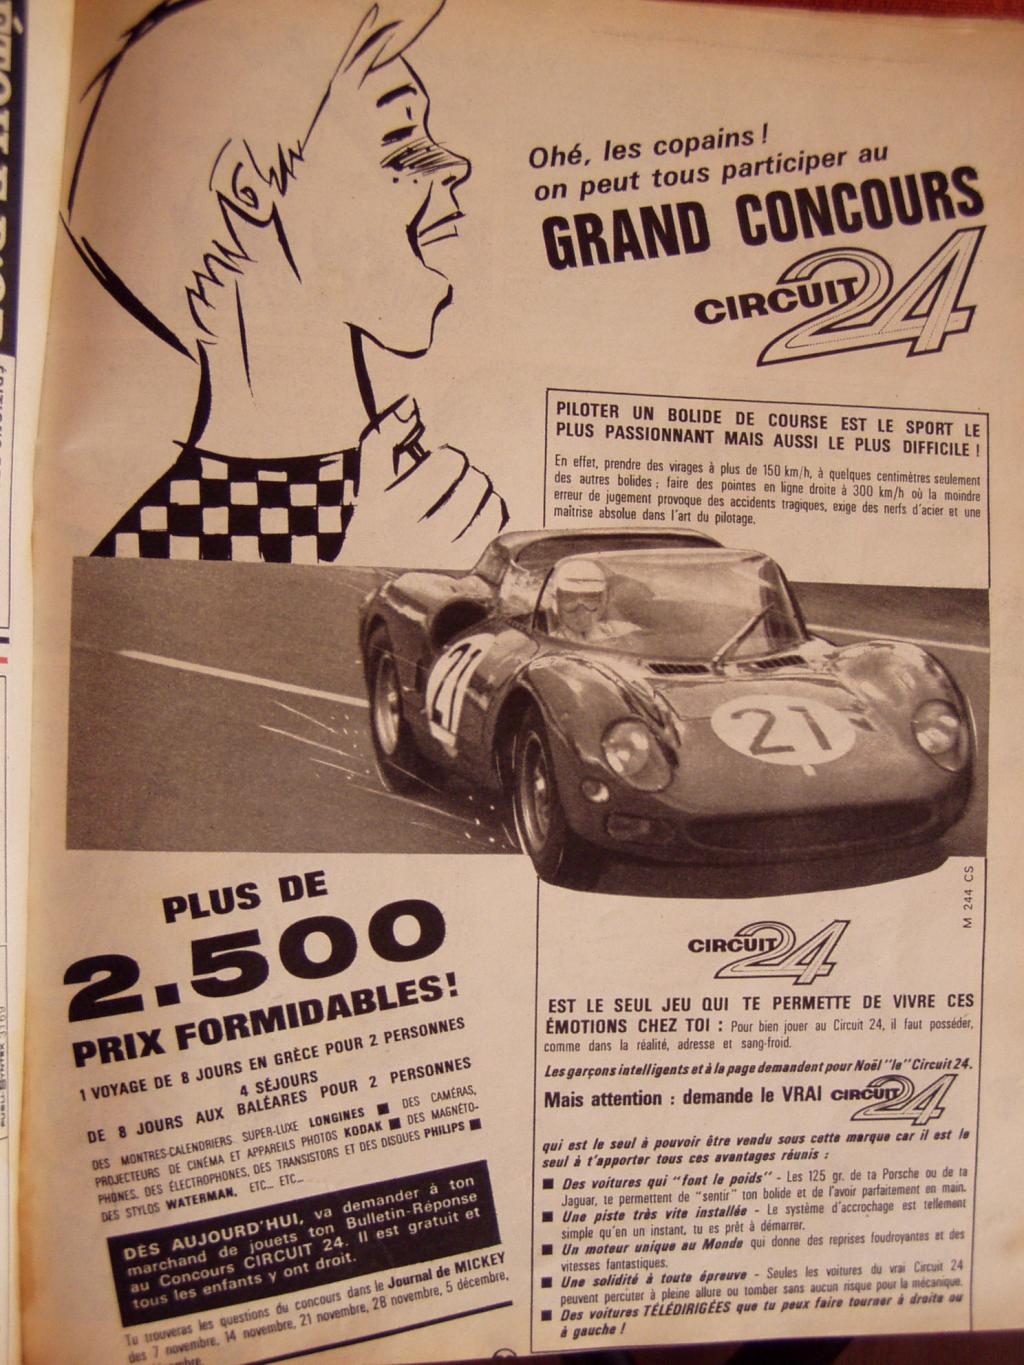 Ohé, les copains !
on peut tous participer au
GRAND CONCOURS
CIRCUIT 24
PILOTER UN BOLIDE DE COURSE EST LE SPORT LE
PLUS PASSIONNANT MAIS AUSSI LE PLUS DIFFICILE !
En effet, prendre des virages à plus de 150 km/h, à quelques centimètres seulement
des autres bolides ; faire des pointes en ligne droite à 300 km/h où la moindre
erreur de jugement provoque des accidents tragiques, exige des nerfs d'acier et une
maîtrise absolue dans l'art du pilotage.
21
21
M 244 CS
PLUS DE
2.500
PRIX FORMIDABLES!
1 VOYAGE DE 8 JOURS EN GRÈCE POUR 2 PERSONNES
4 SÉJOURS
DE 8 JOURS AUX BALÉARES POUR 2 PERSONNES
DES MONTRES-CALENDRIERS SUPER-LUXE LONGINES ■ DES CAMÉRAS,
PROJECTEURS DE CINÉMA ET APPAREILS PHOTOS KODAK ■ DES MAGNÉTO-
PHONES, DES ÉLECTROPHONES, DES TRANSISTORS ET DES DISQUES PHILIPS ■
DES STYLOS WATERMAN, ETC... ETC...
DÈS AUJOURD'HUI, va demander à ton
marchand de jouets ton Bulletin-Réponse
au Concours CIRCUIT 24. Il est gratuit et
tous les enfants y ont droit.
Tu trouveras les questions du concours dans le Journal de MICKEY
des 7 novembre, 14 novembre, 21 novembre, 28 novembre, 5 décembre,
CIRCUIT 24
EST LE SEUL JEU QUI TE PERMETTE DE VIVRE CES
ÉMOTIONS CHEZ TOI : Pour bien jouer au Circuit 24, il faut posséder,
comme dans la réalité, adresse et sang-froid.
Les garçons intelligents et à la page demandent pour Noël "le" Circuit 24.
Mais attention : demande le VRAI CIRCUIT 24
qui est le seul à pouvoir être vendu sous cette marque car il est le
seul à t'apporter tous ces avantages réunis :
■ Des voitures qui "font le poids" - Les 125 gr. de ta Porsche ou de ta
Jaguar, te permettent de "sentir" ton bolide et de l'avoir parfaitement en main.
■ Une piste très vite installée - Le système d'accrochage est tellement
simple qu'en un instant, tu es prêt à démarrer.
■ Un moteur unique au Monde qui donne des reprises foudroyantes et des
vitesses fantastiques.
■ Une solidité à toute épreuve - Seules les voitures du vrai Circuit 24
peuvent percuter à pleine allure ou tomber sans aucun risque pour la mécanique.
■ Des voitures TÉLÉDIRIGÉES que tu peux faire tourner à droite ou
à gauche !